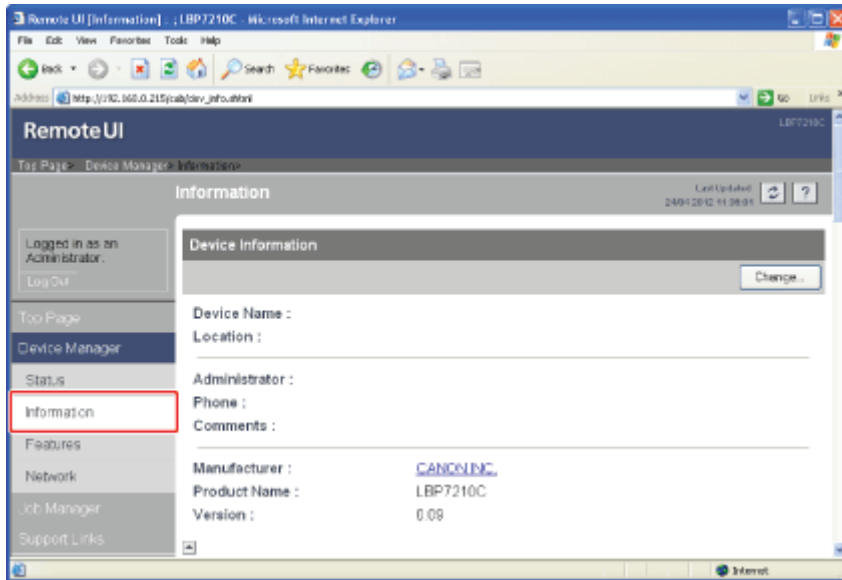 Remote UI [Information] : ; LBP7210C - Microsoft Internet Explorer
File Edit View Favorites Tools Help
Back Search Favorites
Address Go Links
Remote UI LBP7210C
Top Page> Device Manager> Information>
Information Last Updated:
Logged in as an
Administrator.
Log Out
Device Information
Change...
Top Page
Device Manager
Status
Information
Features
Network
Job Manager
Support Links
Device Name :
Location :
Administrator :
Phone :
Comments :
Manufacturer : CANON INC.
Product Name : LBP7210C
Version : 0.09
Internet